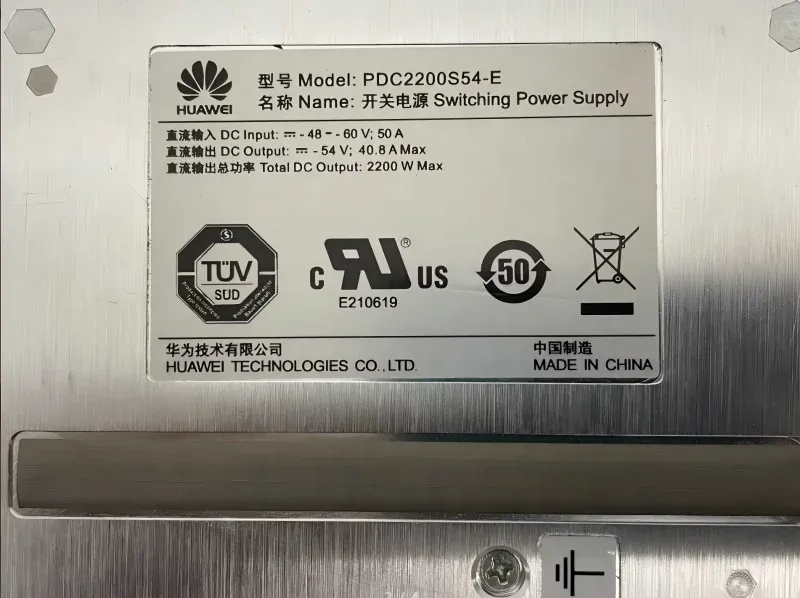 型号 Model: PDC2200S54-E
HUAWEI
名称 Name: 开关电源 Switching Power Supply
直流输入 DC Input: ⎓ - 48 ~ - 60 V; 50 A
直流输出 DC Output: ⎓ - 54 V; 40.8 A Max
直流输出总功率 Total DC Output: 2200 W Max
TÜV
SÜD
C RU ® US
50
E210619
华为技术有限公司
HUAWEI TECHNOLOGIES CO.,LTD.
中国制造
MADE IN CHINA